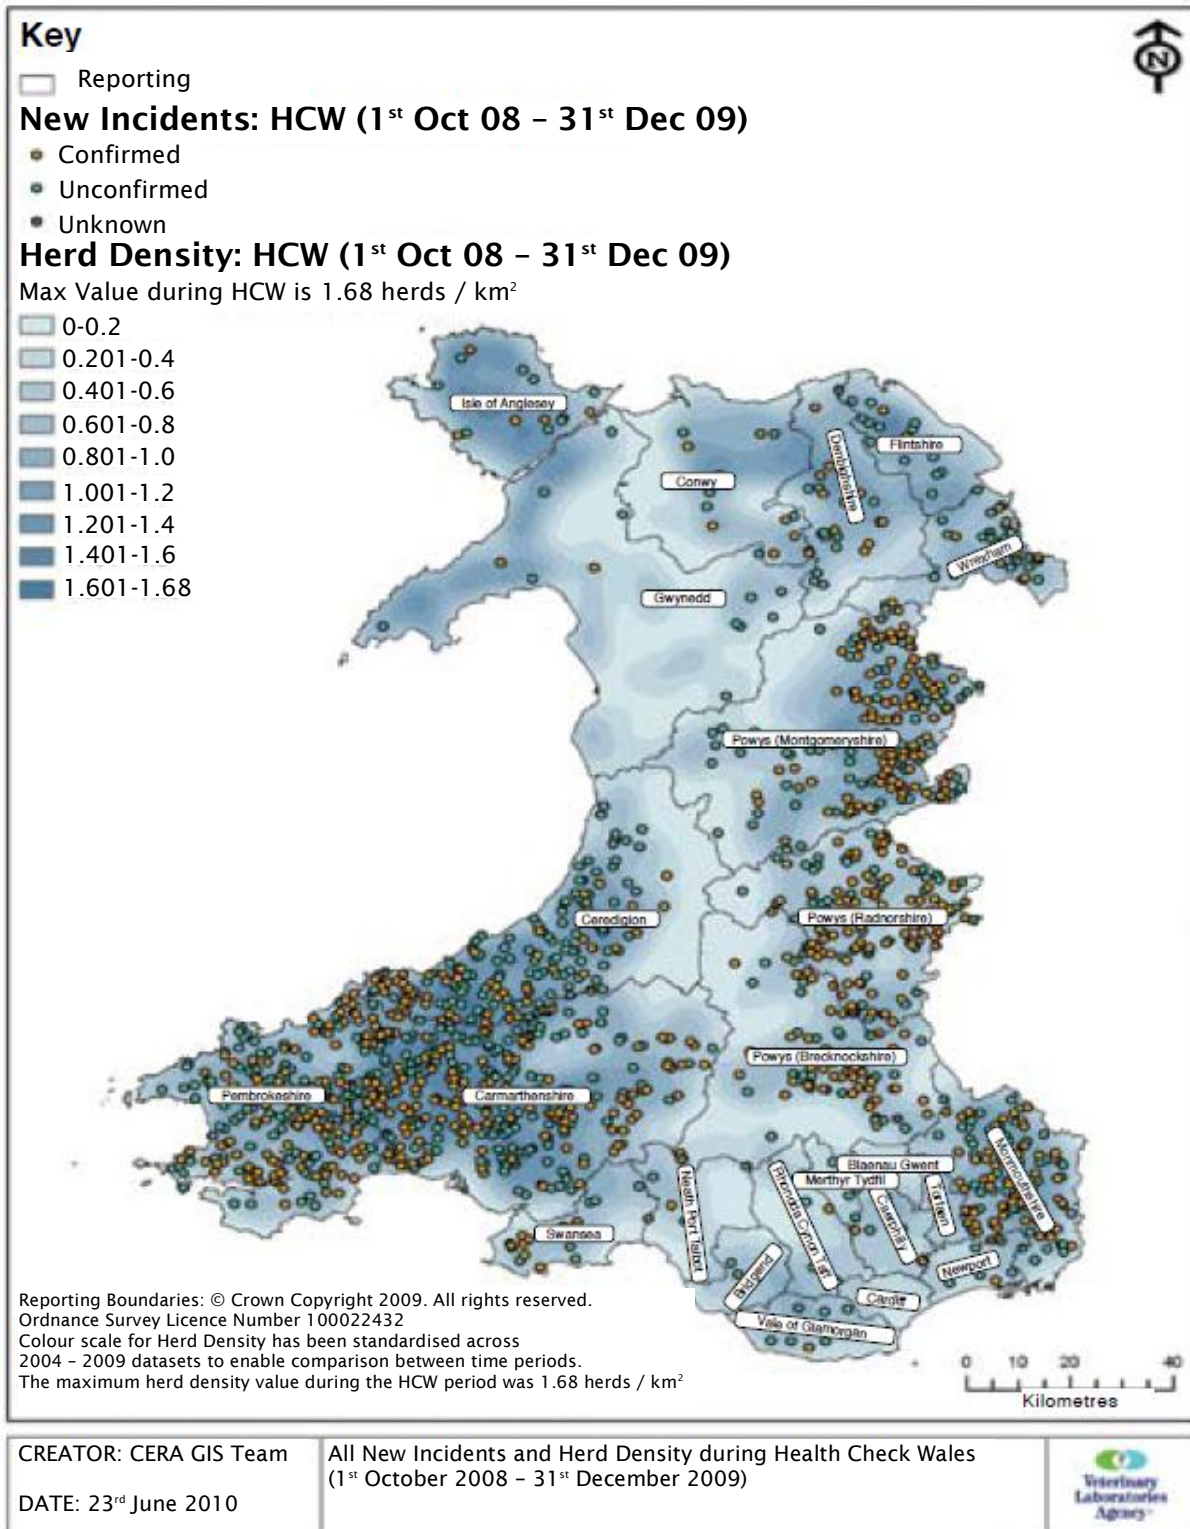 Key
N
Reporting
New Incidents: HCW (1st Oct 08 – 31st Dec 09)
Confirmed
Unconfirmed
Unknown
Herd Density: HCW (1st Oct 08 – 31st Dec 09)
Max Value during HCW is 1.68 herds / km2
0-0.2
0.201-0.4
0.401-0.6
0.601-0.8
0.801-1.0
1.001-1.2
1.201-1.4
1.401-1.6
1.601-1.68
Isle of Anglesey
Flintshire
Denbighshire
Conwy
Wrexham
Gwynedd
Powys (Montgomeryshire)
Ceredigion
Powys (Radnorshire)
Powys (Brecknockshire)
Pembrokeshire
Carmarthenshire
Monmouthshire
Blaenau Gwent
Merthyr Tydfil
Neath Port Talbot
Rhondda Cynon Taff
Caerphilly
Torfaen
Swansea
Bridgend
Newport
Cardiff
Vale of Glamorgan
Reporting Boundaries: © Crown Copyright 2009. All rights reserved.
Ordnance Survey Licence Number 100022432
Colour scale for Herd Density has been standardised across
2004 – 2009 datasets to enable comparison between time periods.
The maximum herd density value during the HCW period was 1.68 herds / km2
0 10 20 40
Kilometres
CREATOR: CERA GIS Team
DATE: 23rd June 2010
All New Incidents and Herd Density during Health Check Wales
(1st October 2008 – 31st December 2009)
Veterinary
Laboratories
Agency